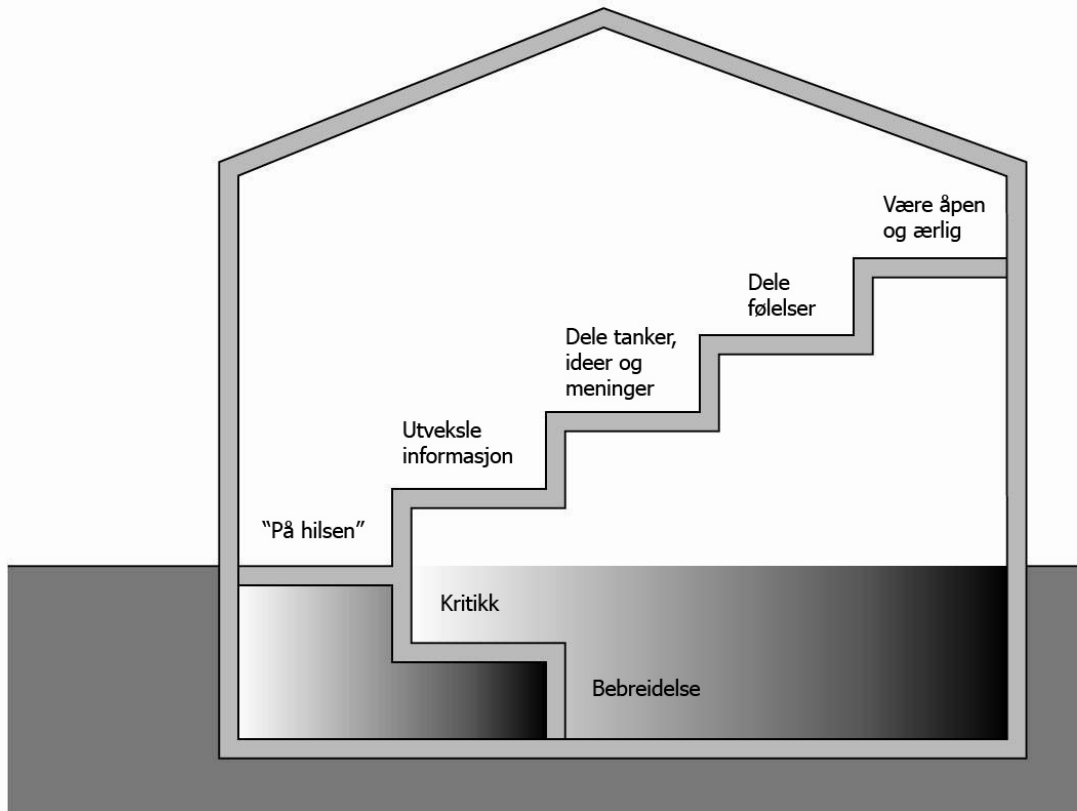 Være åpen
og ærlig
Dele
følelser
Dele tanker,
ideer og
meninger
Utveksle
informasjon
“På hilsen”
Kritikk
Bebreidelse